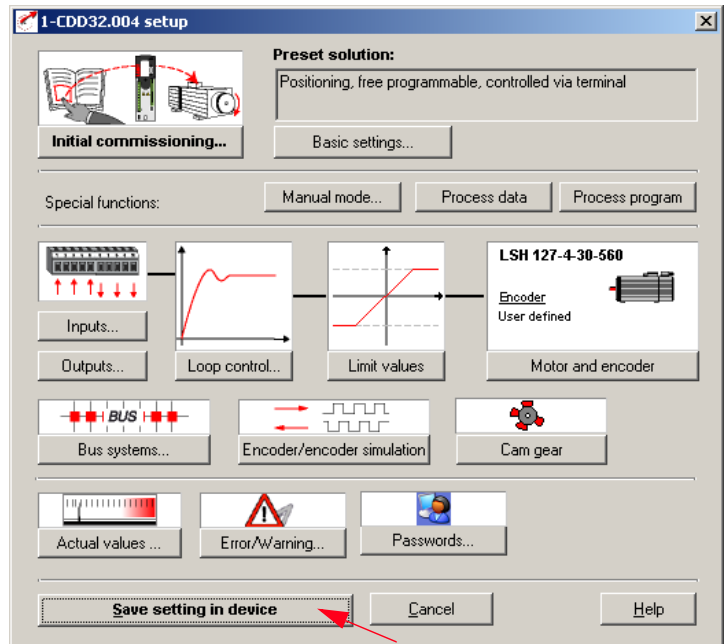 1-CDD32.004 setup
Preset solution:
Positioning, free programmable, controlled via terminal
Initial commissioning...
Basic settings...
Special functions:
Manual mode...
Process data
Process program
LSH 127-4-30-560
Encoder
User defined
Inputs...
Outputs...
Loop control...
Limit values
Motor and encoder
BUS
Bus systems...
Encoder/encoder simulation
Cam gear
Actual values ...
Error/Warning...
Passwords...
Save setting in device
Cancel
Help